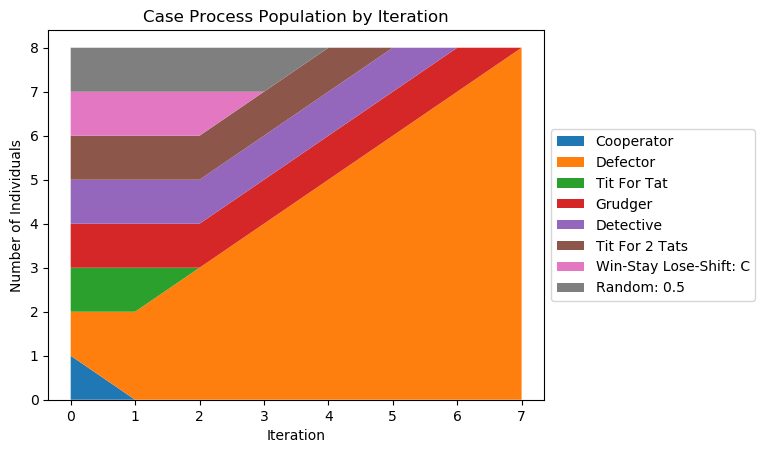 Case Process Population by Iteration
Number of Individuals
8
7
6
5
4
3
2
1
0
0 1 2 3 4 5 6 7
Iteration
Cooperator
Defector
Tit For Tat
Grudger
Detective
Tit For 2 Tats
Win-Stay Lose-Shift: C
Random: 0.5